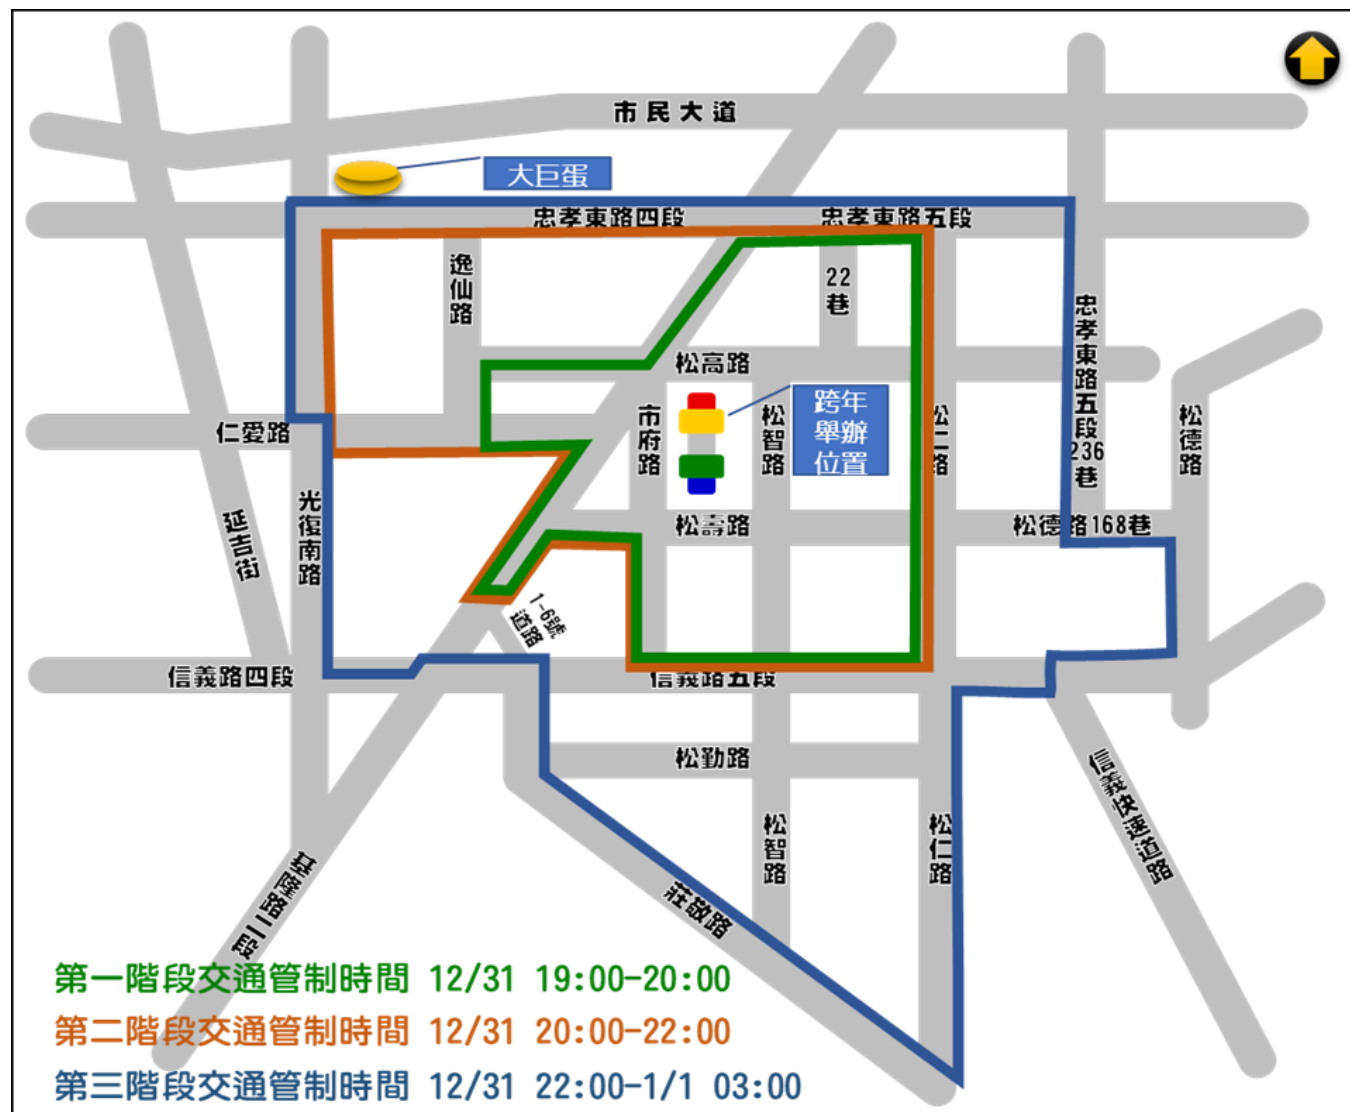 市民大道
大巨蛋
忠孝東路四段
忠孝東路五段
逸仙路
22
巷
忠孝東路五段
236
巷
松高路
跨年
舉辦
位置
市府路
松智路
松仁路
松德路
仁愛路
光復南路
延吉街
松壽路
松德路168巷
1-6號
道路
信義路四段
信義路五段
松勤路
松智路
松仁路
信義快速道路
莊敬路
基隆路二段
第一階段交通管制時間 12/31 19:00-20:00
第二階段交通管制時間 12/31 20:00-22:00
第三階段交通管制時間 12/31 22:00-1/1 03:00